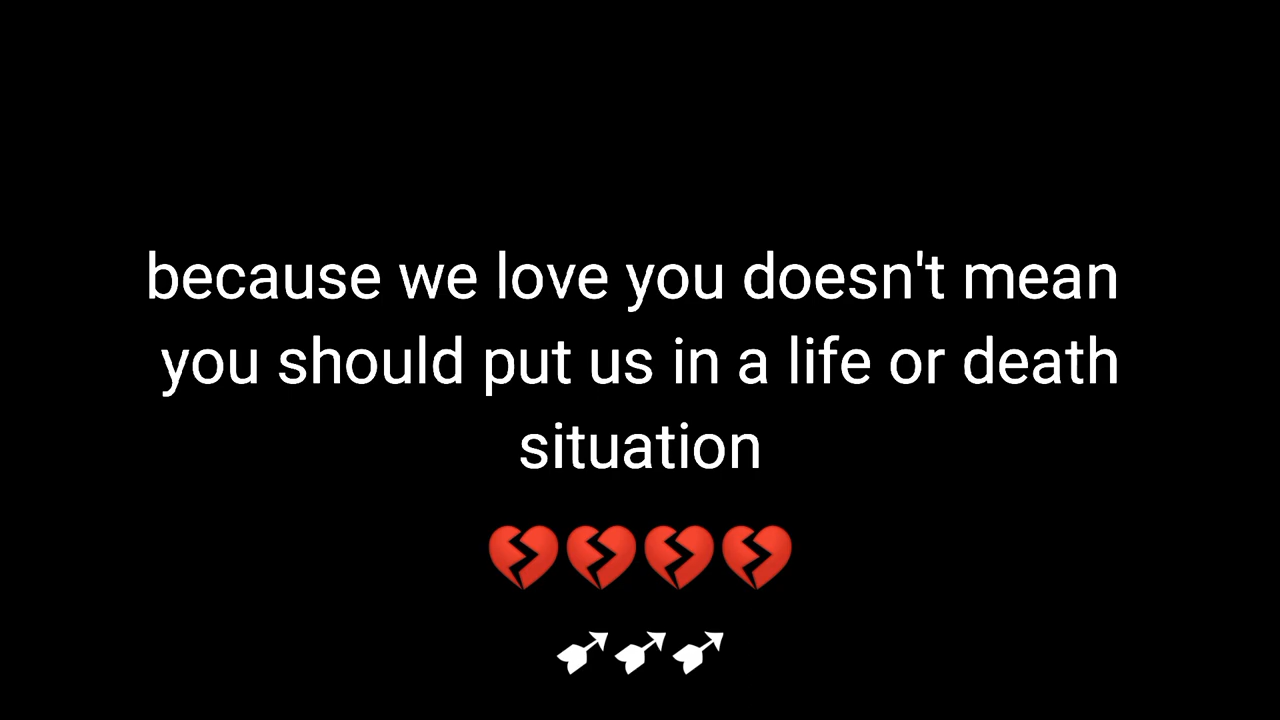 because we love you doesn't mean
you should put us in a life or death
situation
💔💔💔💔
➹➹➹